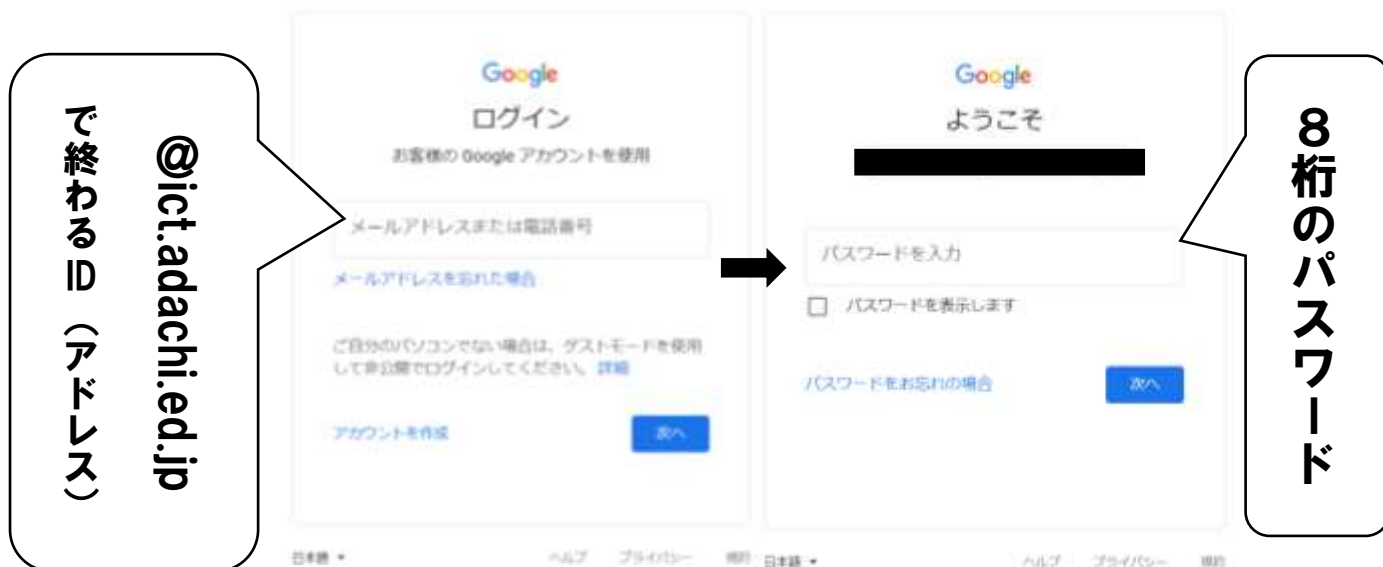 @ict.adachi.ed.jp
で終わるID（アドレス）
Google
ログイン
お客様の Google アカウントを使用
メールアドレスまたは電話番号
メールアドレスを忘れた場合
ご自分のパソコンでない場合は、ゲストモードを使用
して非公開でログインしてください。 詳細
アカウントを作成
次へ
日本語
ヘルプ
プライバシー
規約
Google
ようこそ
パスワードを入力
パスワードを表示します
パスワードをお忘れの場合
次へ
日本語
ヘルプ
プライバシー
規約
8桁のパスワード